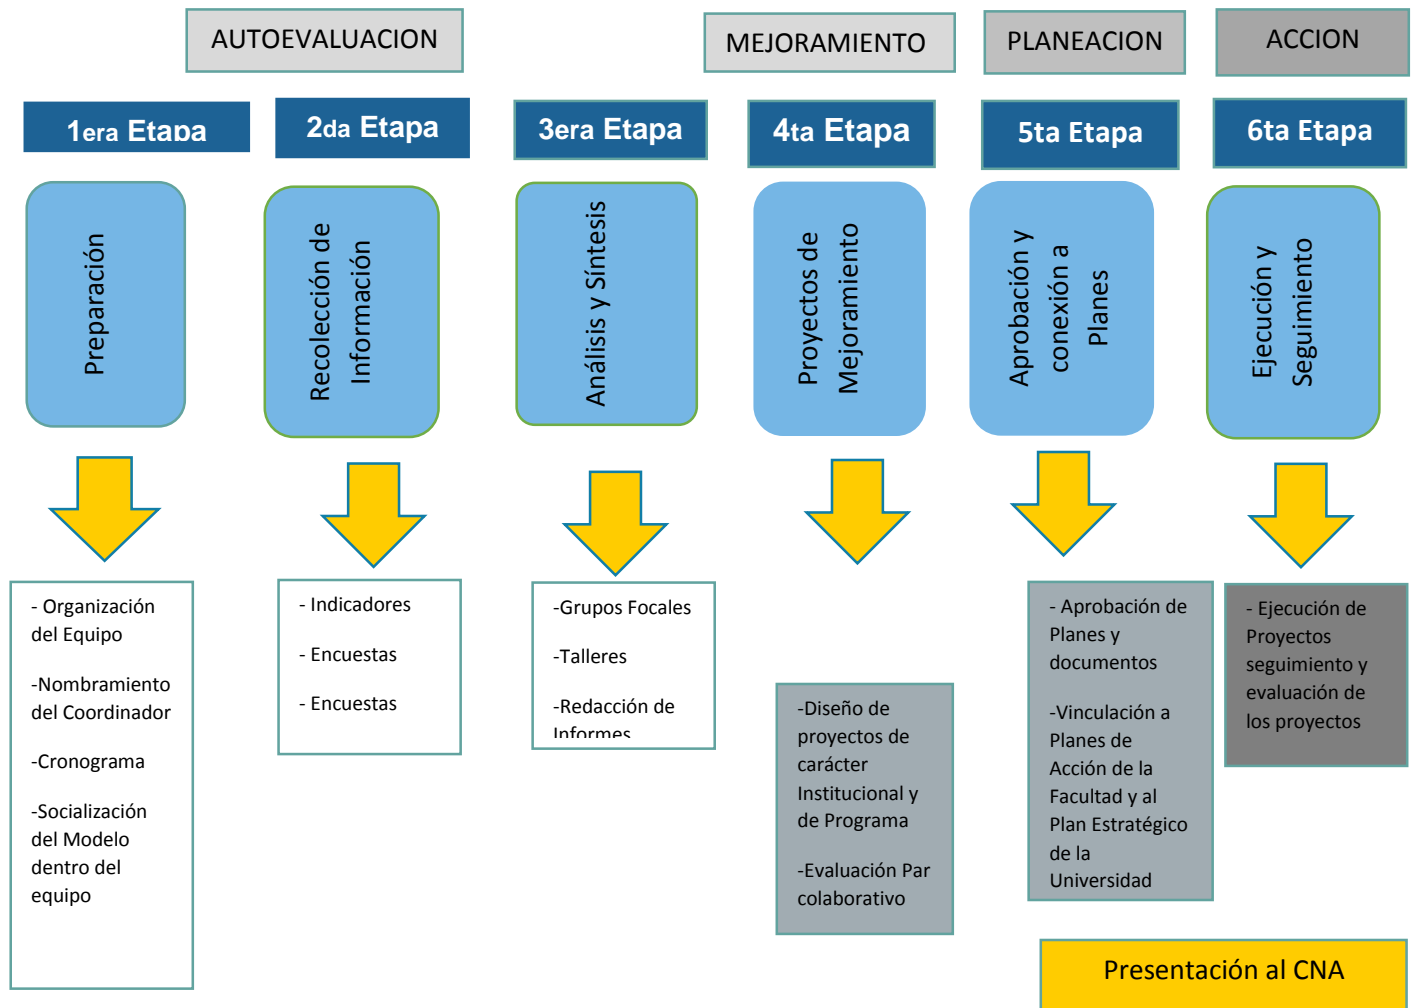 AUTOEVALUACION
MEJORAMIENTO
PLANEACION
ACCION
1era Etapa
2da Etapa
3era Etapa
4ta Etapa
5ta Etapa
6ta Etapa
Preparación
Recolección de
Información
Análisis y Síntesis
Proyectos de
Mejoramiento
Aprobación y
conexión a
Planes
Ejecución y
Seguimiento
- Organización
del Equipo
-Nombramiento
del Coordinador
-Cronograma
-Socialización
del Modelo
dentro del
equipo
- Indicadores
- Encuestas
- Encuestas
-Grupos Focales
-Talleres
-Redacción de
Informes
-Diseño de
proyectos de
carácter
Institucional y
de Programa
-Evaluación Par
colaborativo
- Aprobación de
Planes y
documentos
-Vinculación a
Planes de
Acción de la
Facultad y al
Plan Estratégico
de la
Universidad
- Ejecución de
Proyectos
seguimiento y
evaluación de
los proyectos
Presentación al CNA